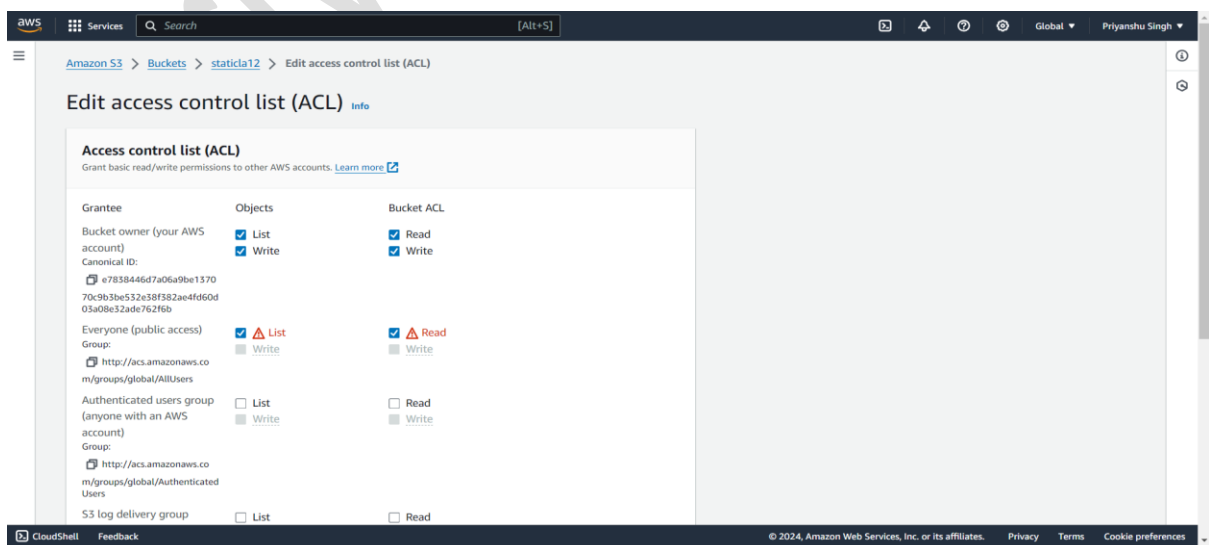 aws
Services
Search
[Alt+S]
Global
Priyanshu Singh
Amazon S3 > Buckets > staticla12 > Edit access control list (ACL)
Edit access control list (ACL) Info
Access control list (ACL)
Grant basic read/write permissions to other AWS accounts. Learn more
Grantee Objects Bucket ACL
Bucket owner (your AWS List Read
account) Write Write
Canonical ID:
e7838446d7a06a9be1370
70c9b3be532e38f382ae4fd60d
03a08e32ade762f6b
Everyone (public access) List Read
Group: Write Write
http://acs.amazonaws.co
m/groups/global/AllUsers
Authenticated users group List Read
(anyone with an AWS Write Write
account)
Group:
http://acs.amazonaws.co
m/groups/global/Authenticated
Users
S3 log delivery group List Read
CloudShell Feedback © 2024, Amazon Web Services, Inc. or its affiliates. Privacy Terms Cookie preferences